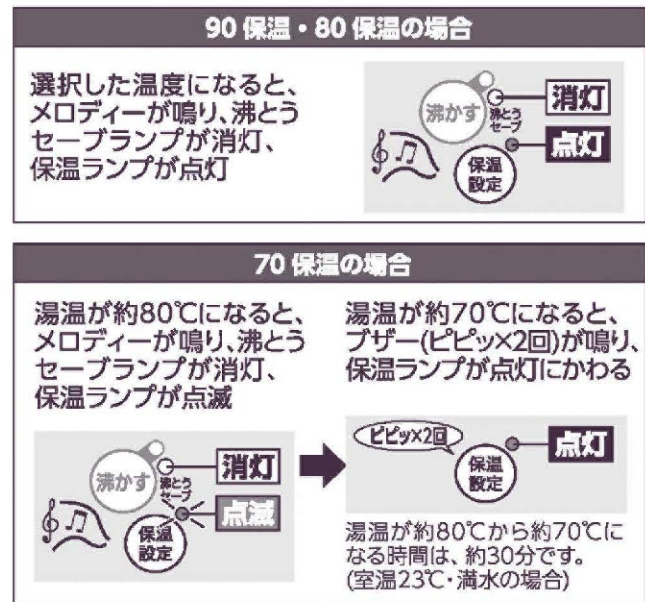 90 保温・80 保温の場合
選択した温度になると、
メロディーが鳴り、沸とう
セーブランプが消灯、
保温ランプが点灯
沸かす
沸とう
セーブ
消灯
点灯
保温
設定
70 保温の場合
湯温が約80℃になると、
メロディーが鳴り、沸とう
セーブランプが消灯、
保温ランプが点滅
沸かす
沸とう
セーブ
消灯
点滅
保温
設定
湯温が約70℃になると、
ブザー(ピピッ×2回)が鳴り、
保温ランプが点灯にかわる
ピピッ×2回
保温
設定
点灯
湯温が約80℃から約70℃に
なる時間は、約30分です。
(室温23℃・満水の場合)